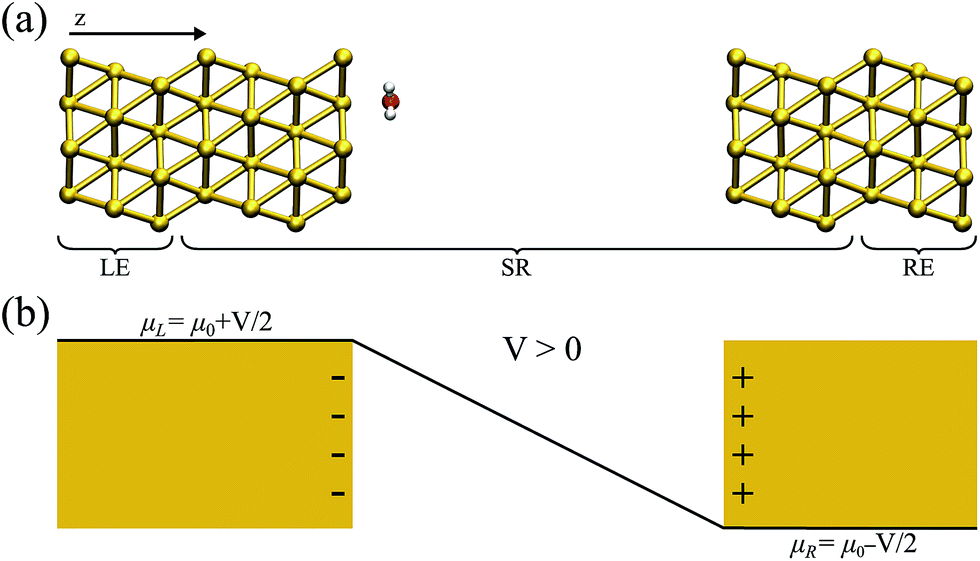 (a)
z
LE
SR
RE
(b)
μL= μ0+V/2
V > 0
- +
- +
- +
- +
μR= μ0–V/2